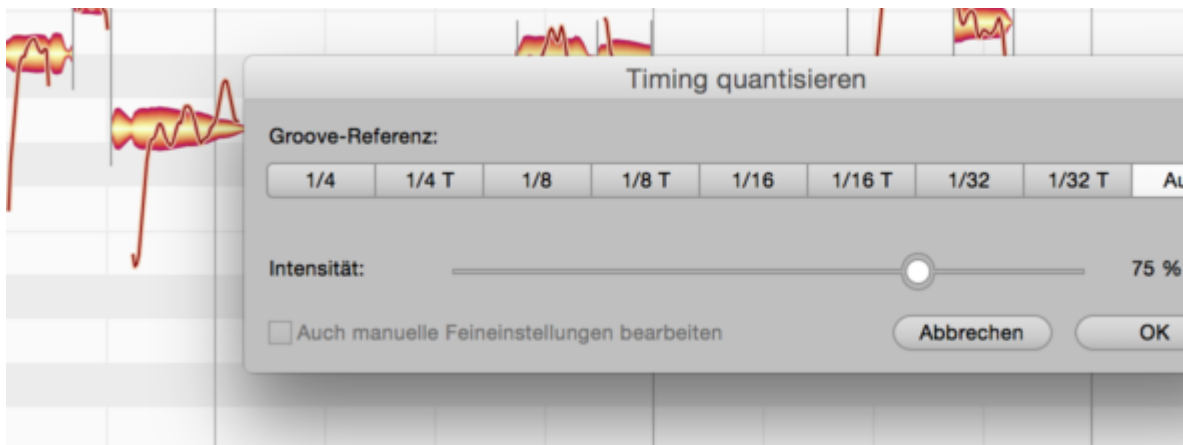 Timing quantisieren
Groove-Referenz:
1/4 1/4 T 1/8 1/8 T 1/16 1/16 T 1/32 1/32 T
Intensität: 75 %
Auch manuelle Feineinstellungen bearbeiten Abbrechen OK